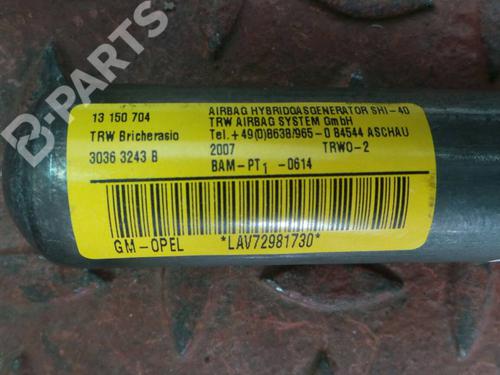 B-PARTS
13 150 704
AIRBAG HYBRIDGASGENERATOR SHI-40
TRW AIRBAG SYSTEM GmbH
TRW Bricherasio
Tel.+49(0)8638/965-0 84544 ASCHAU
3036 3243 B
2007 TRWO-2
BAM-PT1 -0614
GM-OPEL *LAV72981730*